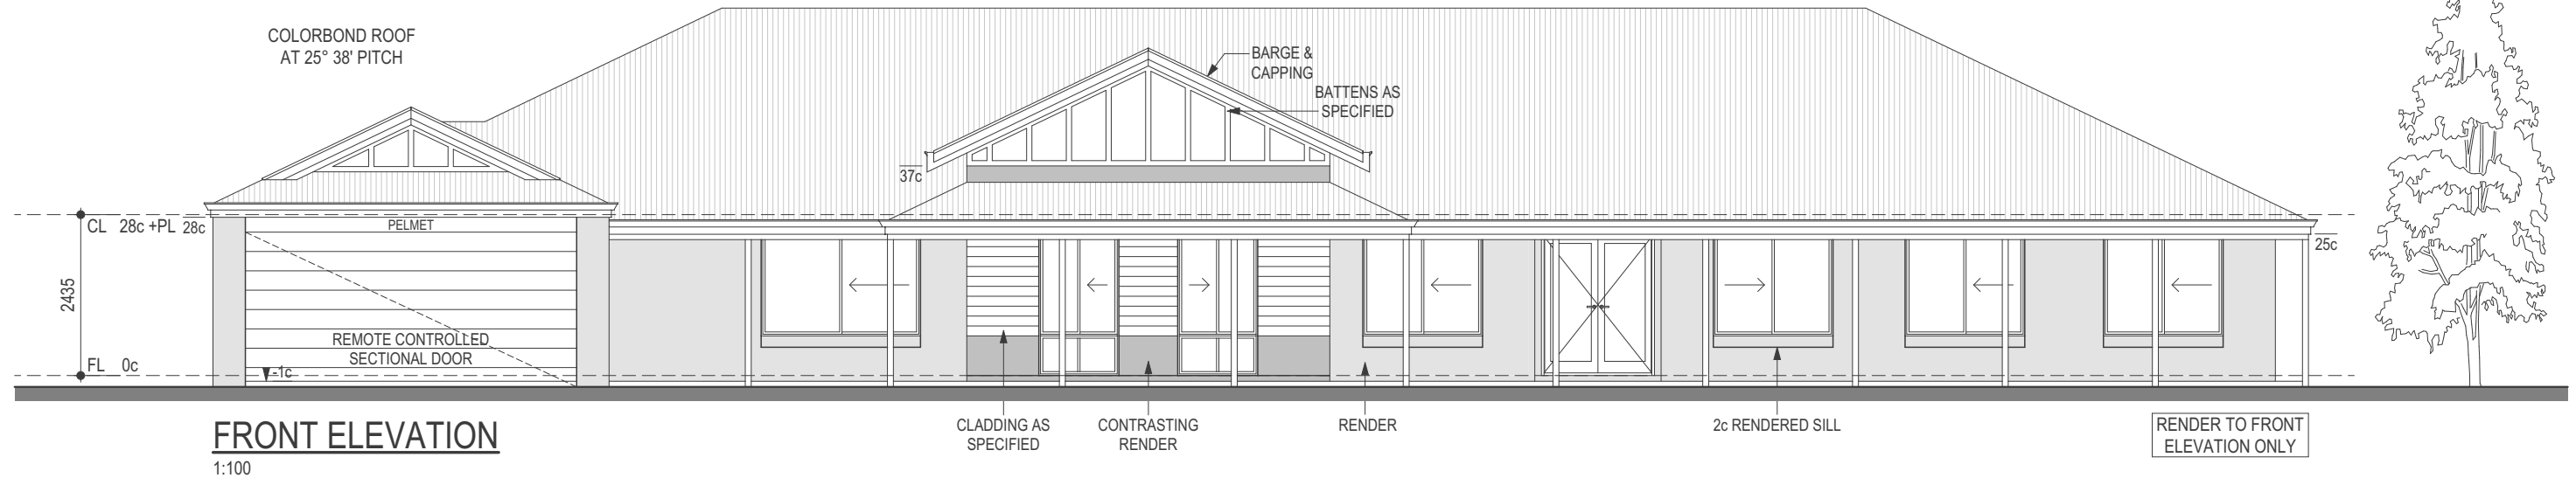 COLORBOND ROOF
AT 25° 38' PITCH
BARGE &
CAPPING
BATTENS AS
SPECIFIED
37c
CL 28c +PL 28c
PELMET
25c
2435
REMOTE CONTROLLED
SECTIONAL DOOR
FL 0c
-1c
CLADDING AS
SPECIFIED
CONTRASTING
RENDER
RENDER
2c RENDERED SILL
RENDER TO FRONT
ELEVATION ONLY
FRONT ELEVATION
1:100